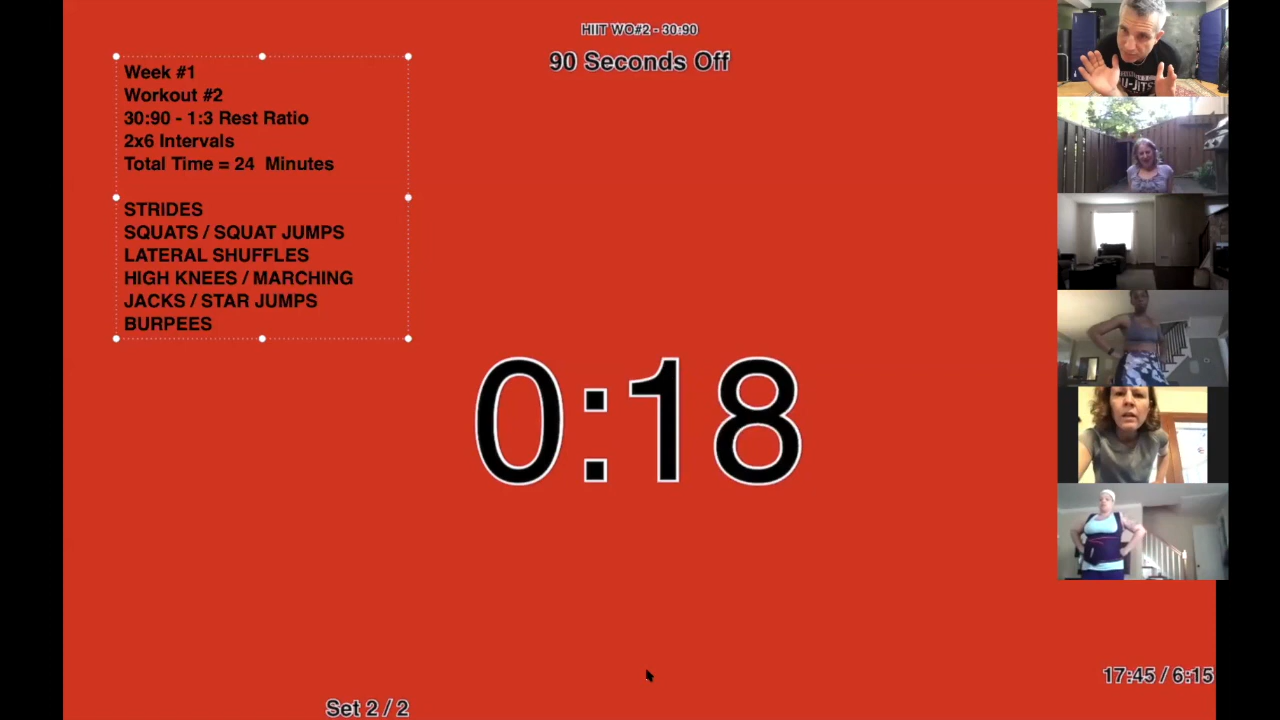 HIIT WO#2 - 30:90
90 Seconds Off
Week #1
Workout #2
30:90 - 1:3 Rest Ratio
2x6 Intervals
Total Time = 24 Minutes
STRIDES
SQUATS / SQUAT JUMPS
LATERAL SHUFFLES
HIGH KNEES / MARCHING
JACKS / STAR JUMPS
BURPEES
0:18
U-JITS
17:45 / 6:15
Set 2 / 2